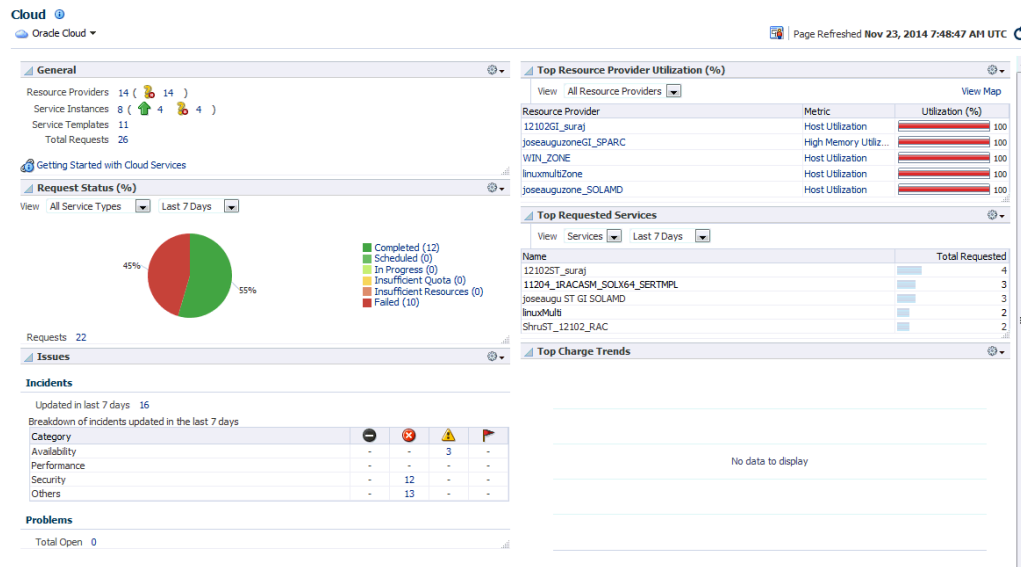 Cloud
Oracle Cloud
Page Refreshed Nov 23, 2014 7:48:47 AM UTC
General
Resource Providers 14 ( 14 )
Service Instances 8 ( 4 4 )
Service Templates 11
Total Requests 26
Getting Started with Cloud Services
Request Status (%)
View All Service Types Last 7 Days
45%
55%
Completed (12)
Scheduled (0)
In Progress (0)
Insufficient Quota (0)
Insufficient Resources (0)
Failed (10)
Requests 22
Issues
Incidents
Updated in last 7 days 16
Breakdown of incidents updated in the last 7 days
Category
Availability - - 3 -
Performance - - - -
Security - 12 - -
Others - 13 - -
Problems
Total Open 0
Top Resource Provider Utilization (%)
View All Resource Providers View Map
Resource Provider Metric Utilization (%)
12102GI_suraj Host Utilization 100
joseauguzoneGI_SPARC High Memory Utiliz... 100
WIN_ZONE Host Utilization 100
linuxmultiZone Host Utilization 100
joseauguzone_SOLAMD Host Utilization 100
Top Requested Services
View Services Last 7 Days
Name Total Requested
12102ST_suraj 4
11204_1RACASM_SOLX64_SERTMPL 3
joseaugu ST GI SOLAMD 3
linuxMulti 2
ShruST_12102_RAC 2
Top Charge Trends
No data to display